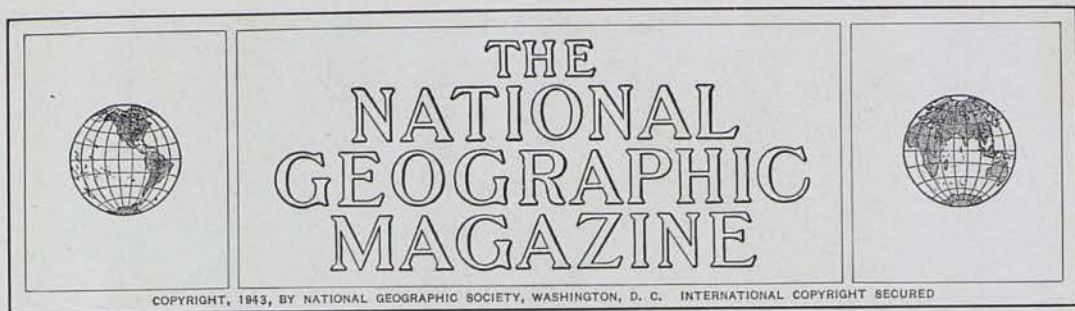 THE
NATIONAL
GEOGRAPHIC
MAGAZINE
COPYRIGHT, 1943, BY NATIONAL GEOGRAPHIC SOCIETY, WASHINGTON, D. C. INTERNATIONAL COPYRIGHT SECURED